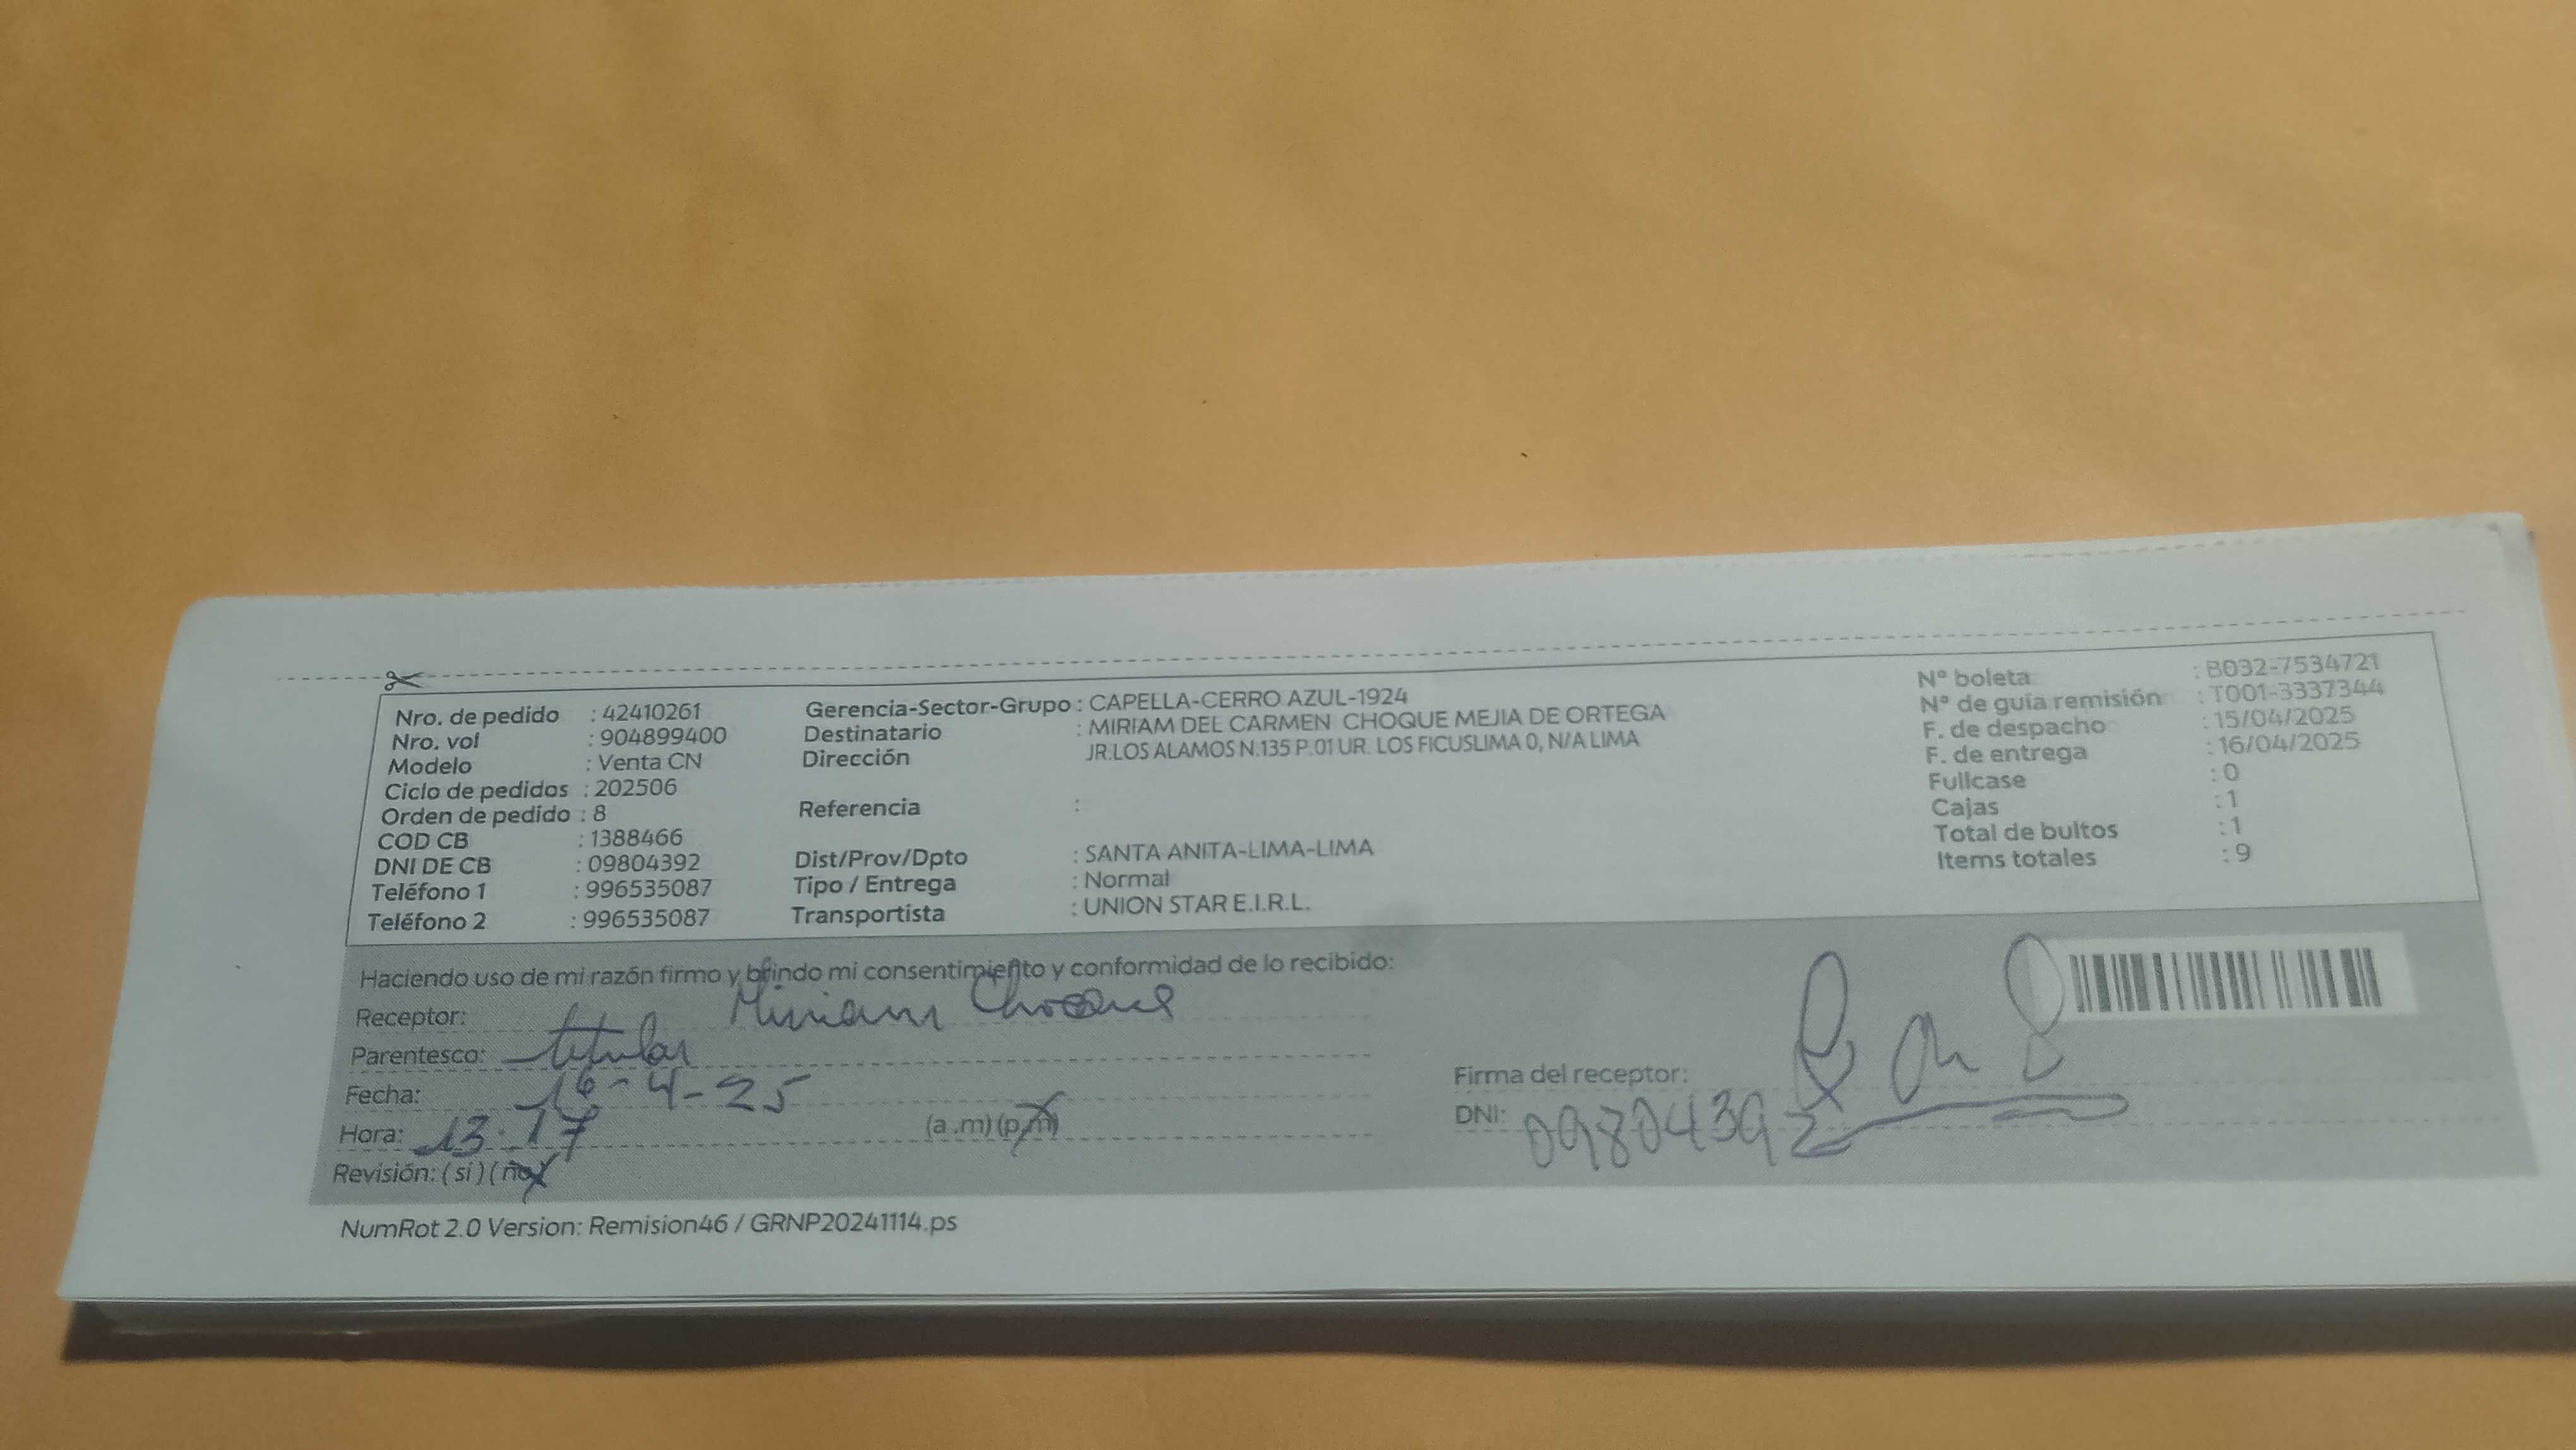 Nro. de pedido : 42410261
Nro. vol : 904899400
Modelo : Venta CN
Ciclo de pedidos : 202506
Orden de pedido : 8
COD CB : 1388466
DNI DE CB : 09804392
Teléfono 1 : 996535087
Teléfono 2 : 996535087
Gerencia-Sector-Grupo : CAPELLA-CERRO AZUL-1924
Destinatario : MIRIAM DEL CARMEN CHOQUE MEJIA DE ORTEGA
Dirección JR.LOS ALAMOS N.135 P.01 UR. LOS FICUSLIMA 0, N/A LIMA
Referencia :
Dist/Prov/Dpto : SANTA ANITA-LIMA-LIMA
Tipo / Entrega : Normal
Transportista : UNION STAR E.I.R.L.
N° boleta : B032-7534721
N° de guía remisión : T001-3337344
F. de despacho : 15/04/2025
F. de entrega : 16/04/2025
Fullcase : 0
Cajas : 1
Total de bultos : 1
Items totales : 9
Haciendo uso de mi razón firmo y brindo mi consentimiento y conformidad de lo recibido:
Receptor: Miriam Choque
Parentesco: titular
Fecha: 16-4-25
Hora: 13:17 (a .m) (p.m)
Revisión: ( si ) ( no )
Firma del receptor:
DNI: 09804392
NumRot 2.0 Version: Remision46 / GRNP20241114.ps